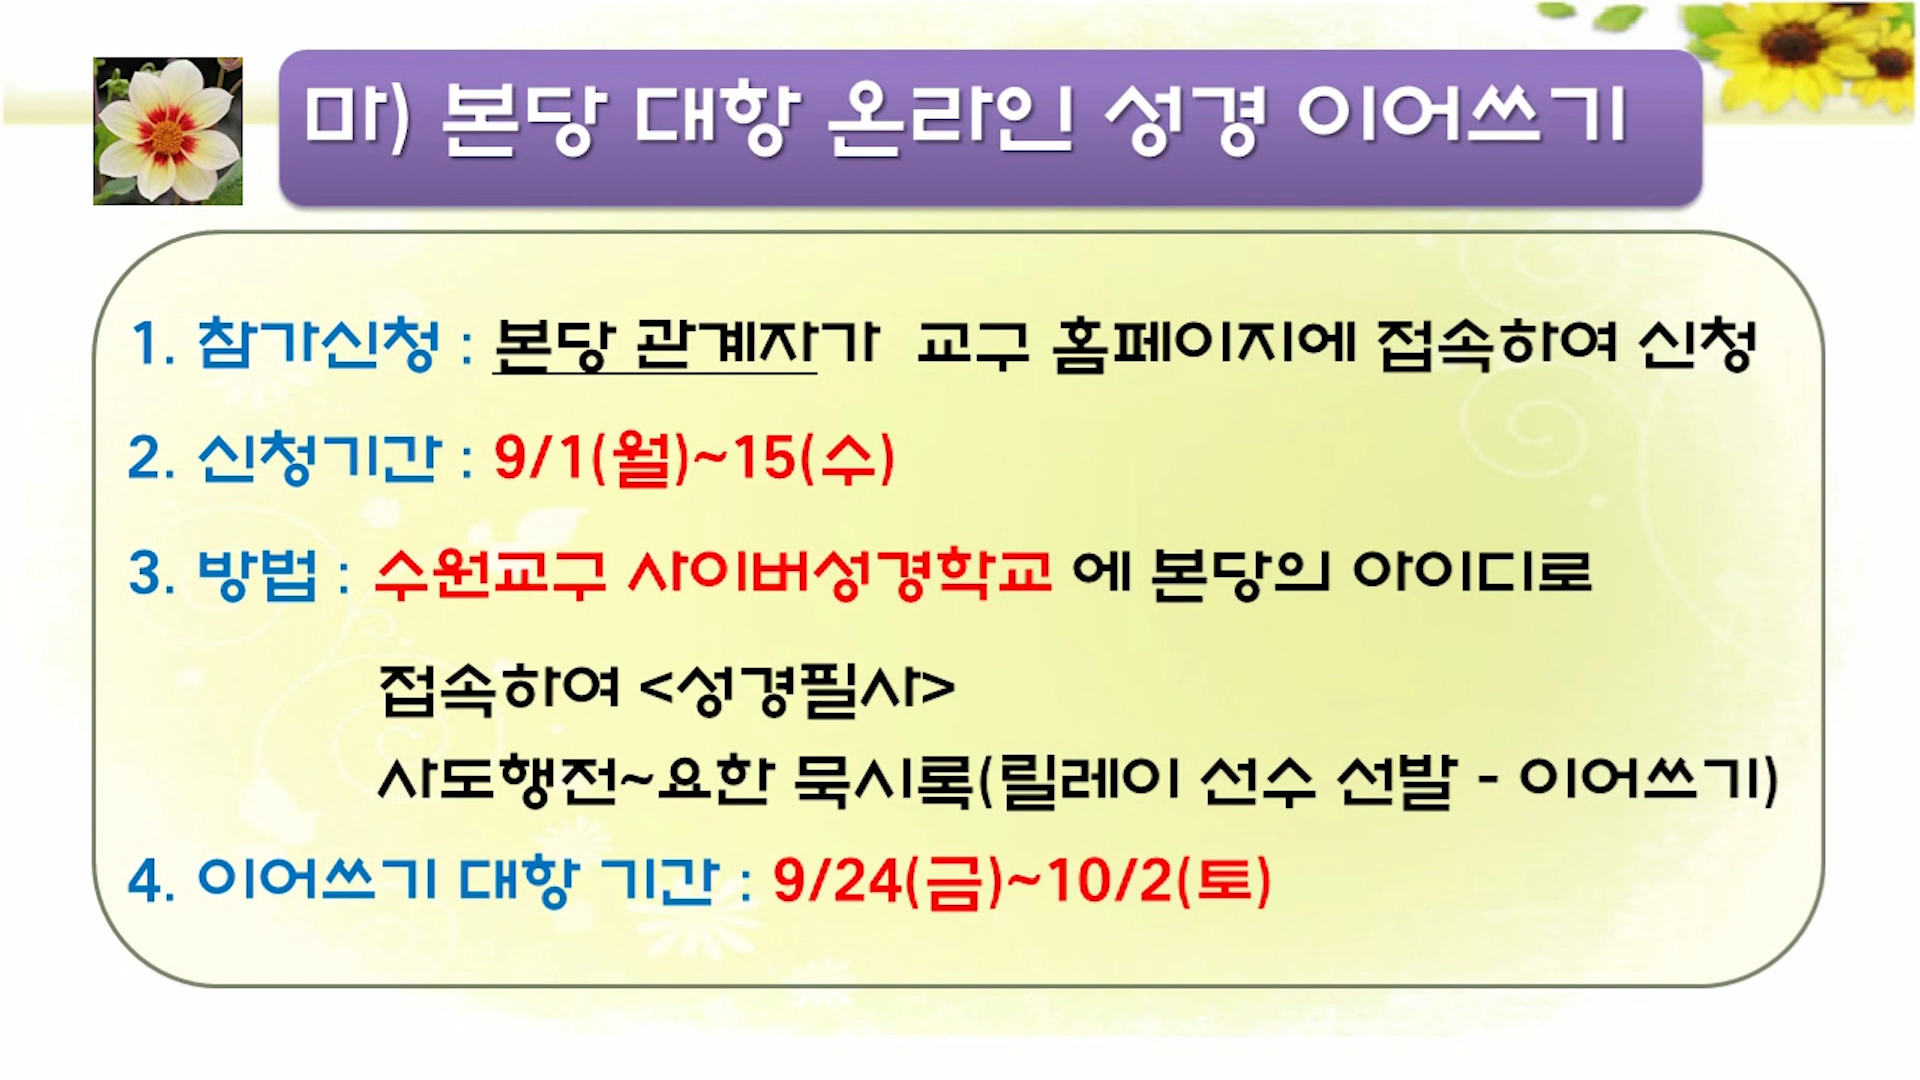 마) 본당 대항 온라인 성경 이어쓰기
1. 참가신청 : 본당 관계자가 교구 홈페이지에 접속하여 신청
2. 신청기간 : 9/1(월)~15(수)
3. 방법 : 수원교구 사이버성경학교 에 본당의 아이디로
접속하여 <성경필사>
사도행전~요한 묵시록(릴레이 선수 선발 - 이어쓰기)
4. 이어쓰기 대항 기간 : 9/24(금)~10/2(토)